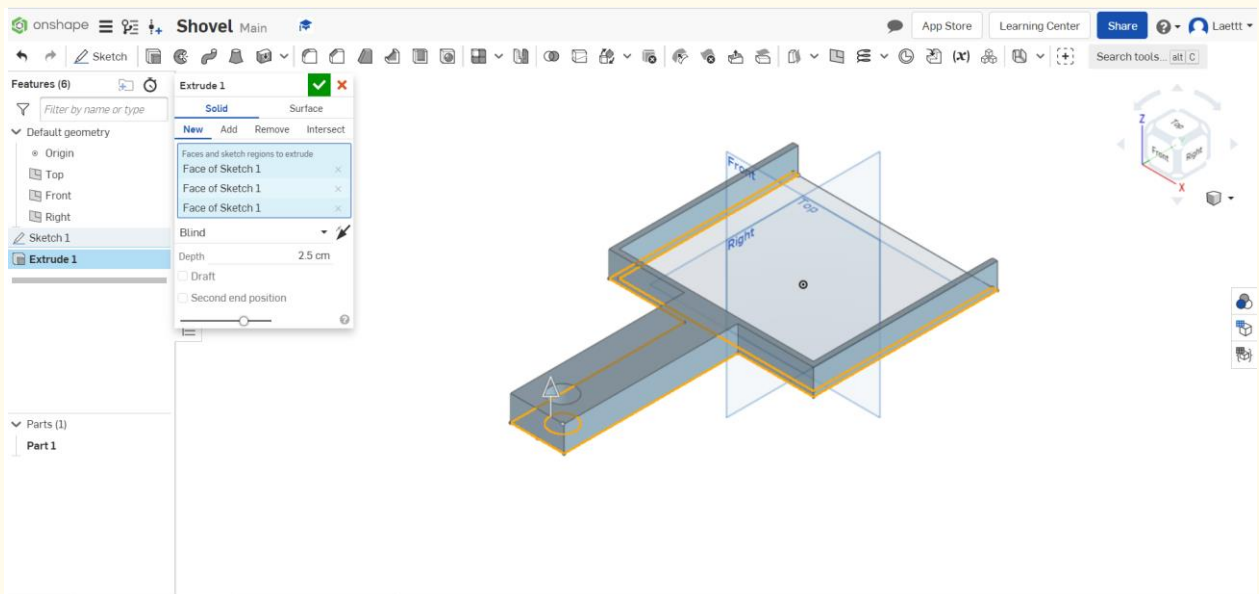 onshape Shovel Main App Store Learning Center Share Laettt
Sketch (x) Search tools... alt C
Features (6)
Filter by name or type
Default geometry
Origin
Top
Front
Right
Sketch 1
Extrude 1
Parts (1)
Part 1
Extrude 1
Solid Surface
New Add Remove Intersect
Faces and sketch regions to extrude
Face of Sketch 1
Face of Sketch 1
Face of Sketch 1
Blind
Depth 2.5 cm
Draft
Second end position
Front
Top
Right
Z
Top
Front Right
X